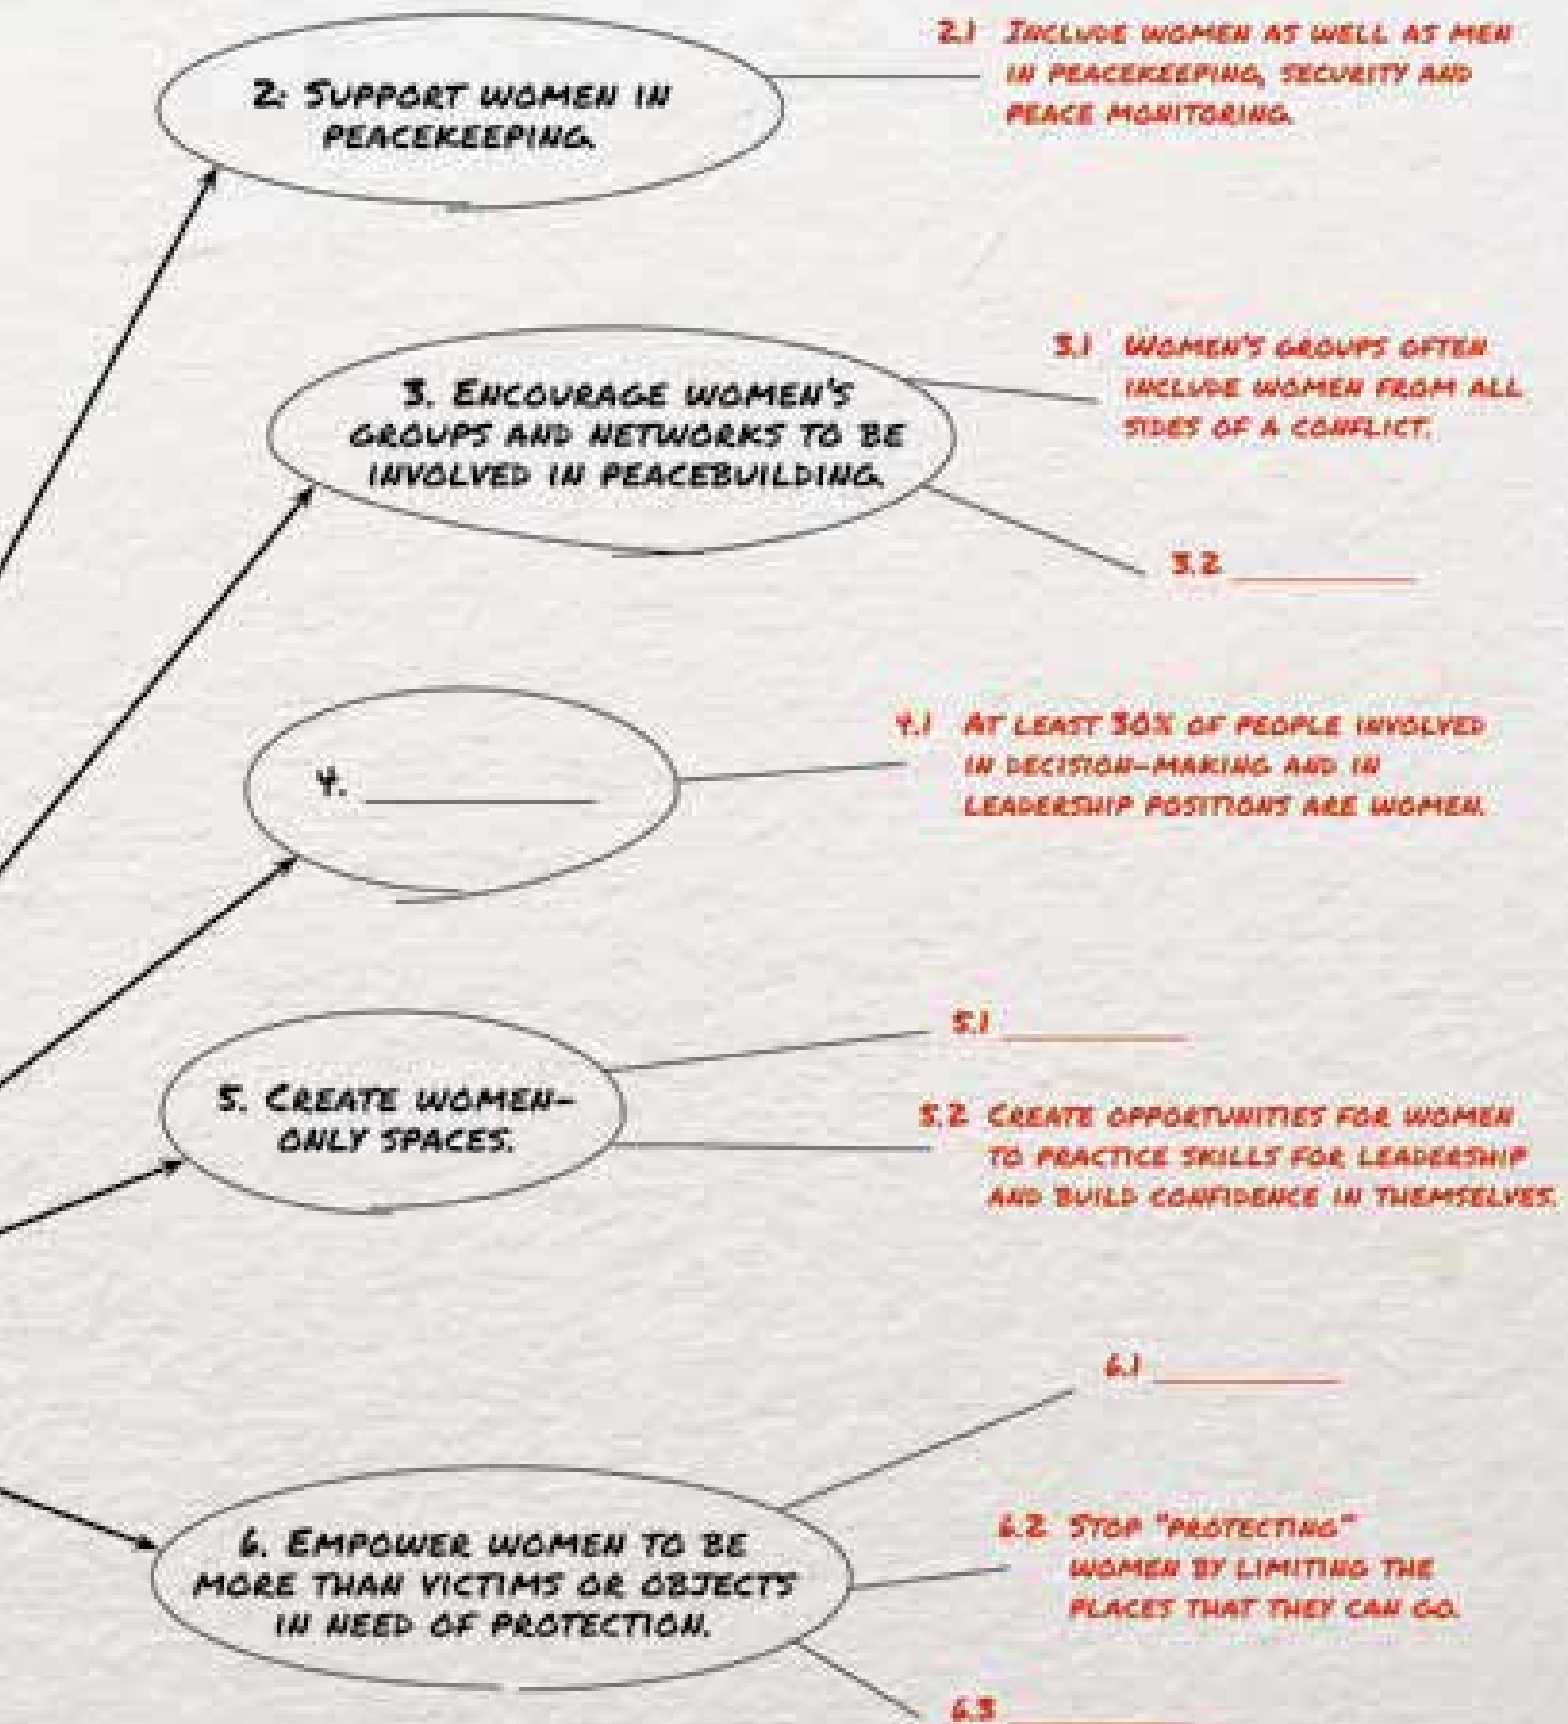 2: Support women in
peacekeeping.
2.1 Include women as well as men
in peacekeeping, security and
peace monitoring.
3. Encourage women's
groups and networks to be
involved in peacebuilding.
3.1 Women's groups often
include women from all
sides of a conflict.
3.2 __________
4. __________
4.1 At least 30% of people involved
in decision-making and in
leadership positions are women.
5. Create women-
only spaces.
5.1 __________
5.2 Create opportunities for women
to practice skills for leadership
and build confidence in themselves.
6. Empower women to be
more than victims or objects
in need of protection.
6.1 __________
6.2 Stop "protecting"
women by limiting the
places that they can go.
6.3 __________